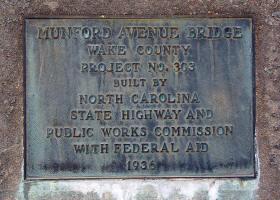 MUNFORD AVENUE BRIDGE
WAKE COUNTY
PROJECT NO. 303
BUILT BY
NORTH CAROLINA
STATE HIGHWAY AND
PUBLIC WORKS COMMISSION
WITH FEDERAL AID
1936